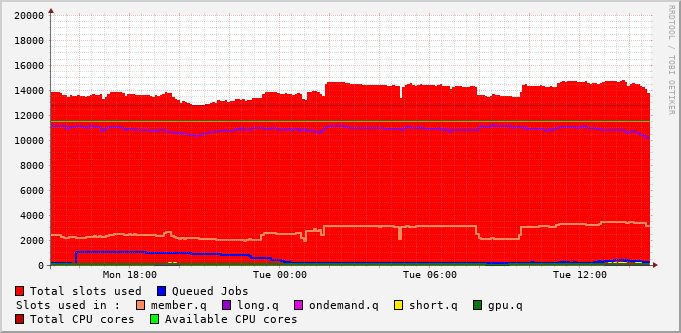 RRDTOOL / TOBI OETIKER
20000
18000
16000
14000
12000
10000
8000
6000
4000
2000
0
Mon 18:00 Tue 00:00 Tue 06:00 Tue 12:00
Total slots used Queued Jobs
Slots used in : member.q long.q ondemand.q short.q gpu.q
Total CPU cores Available CPU cores